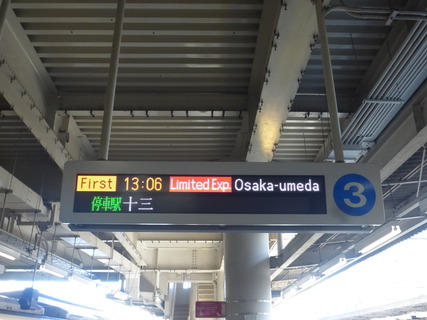 First 13:06 Limited Exp. Osaka-umeda
停車駅 十三
3